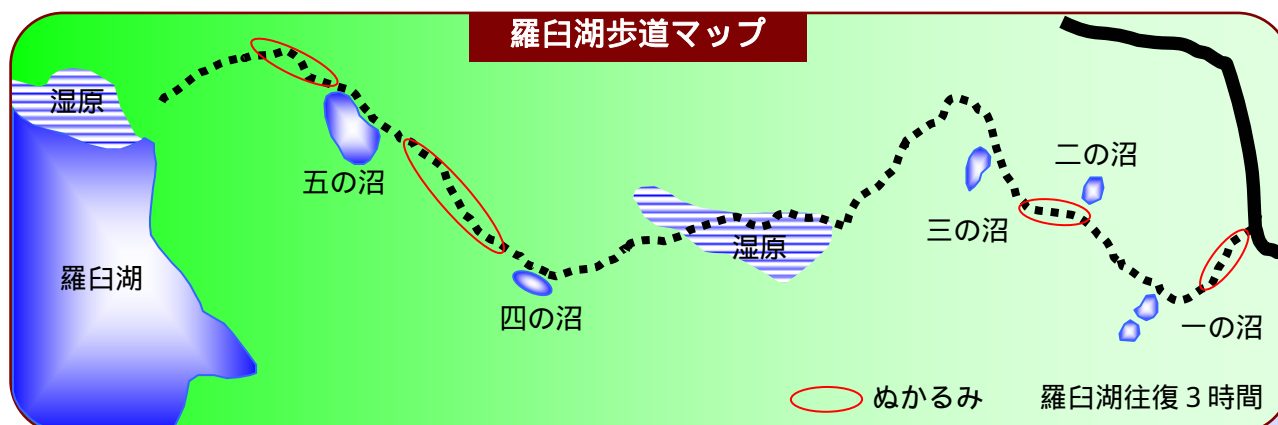 羅臼湖歩道マップ
湿原
五の沼
二の沼
三の沼
湿原
羅臼湖
四の沼
一の沼
ぬかるみ
羅臼湖往復３時間